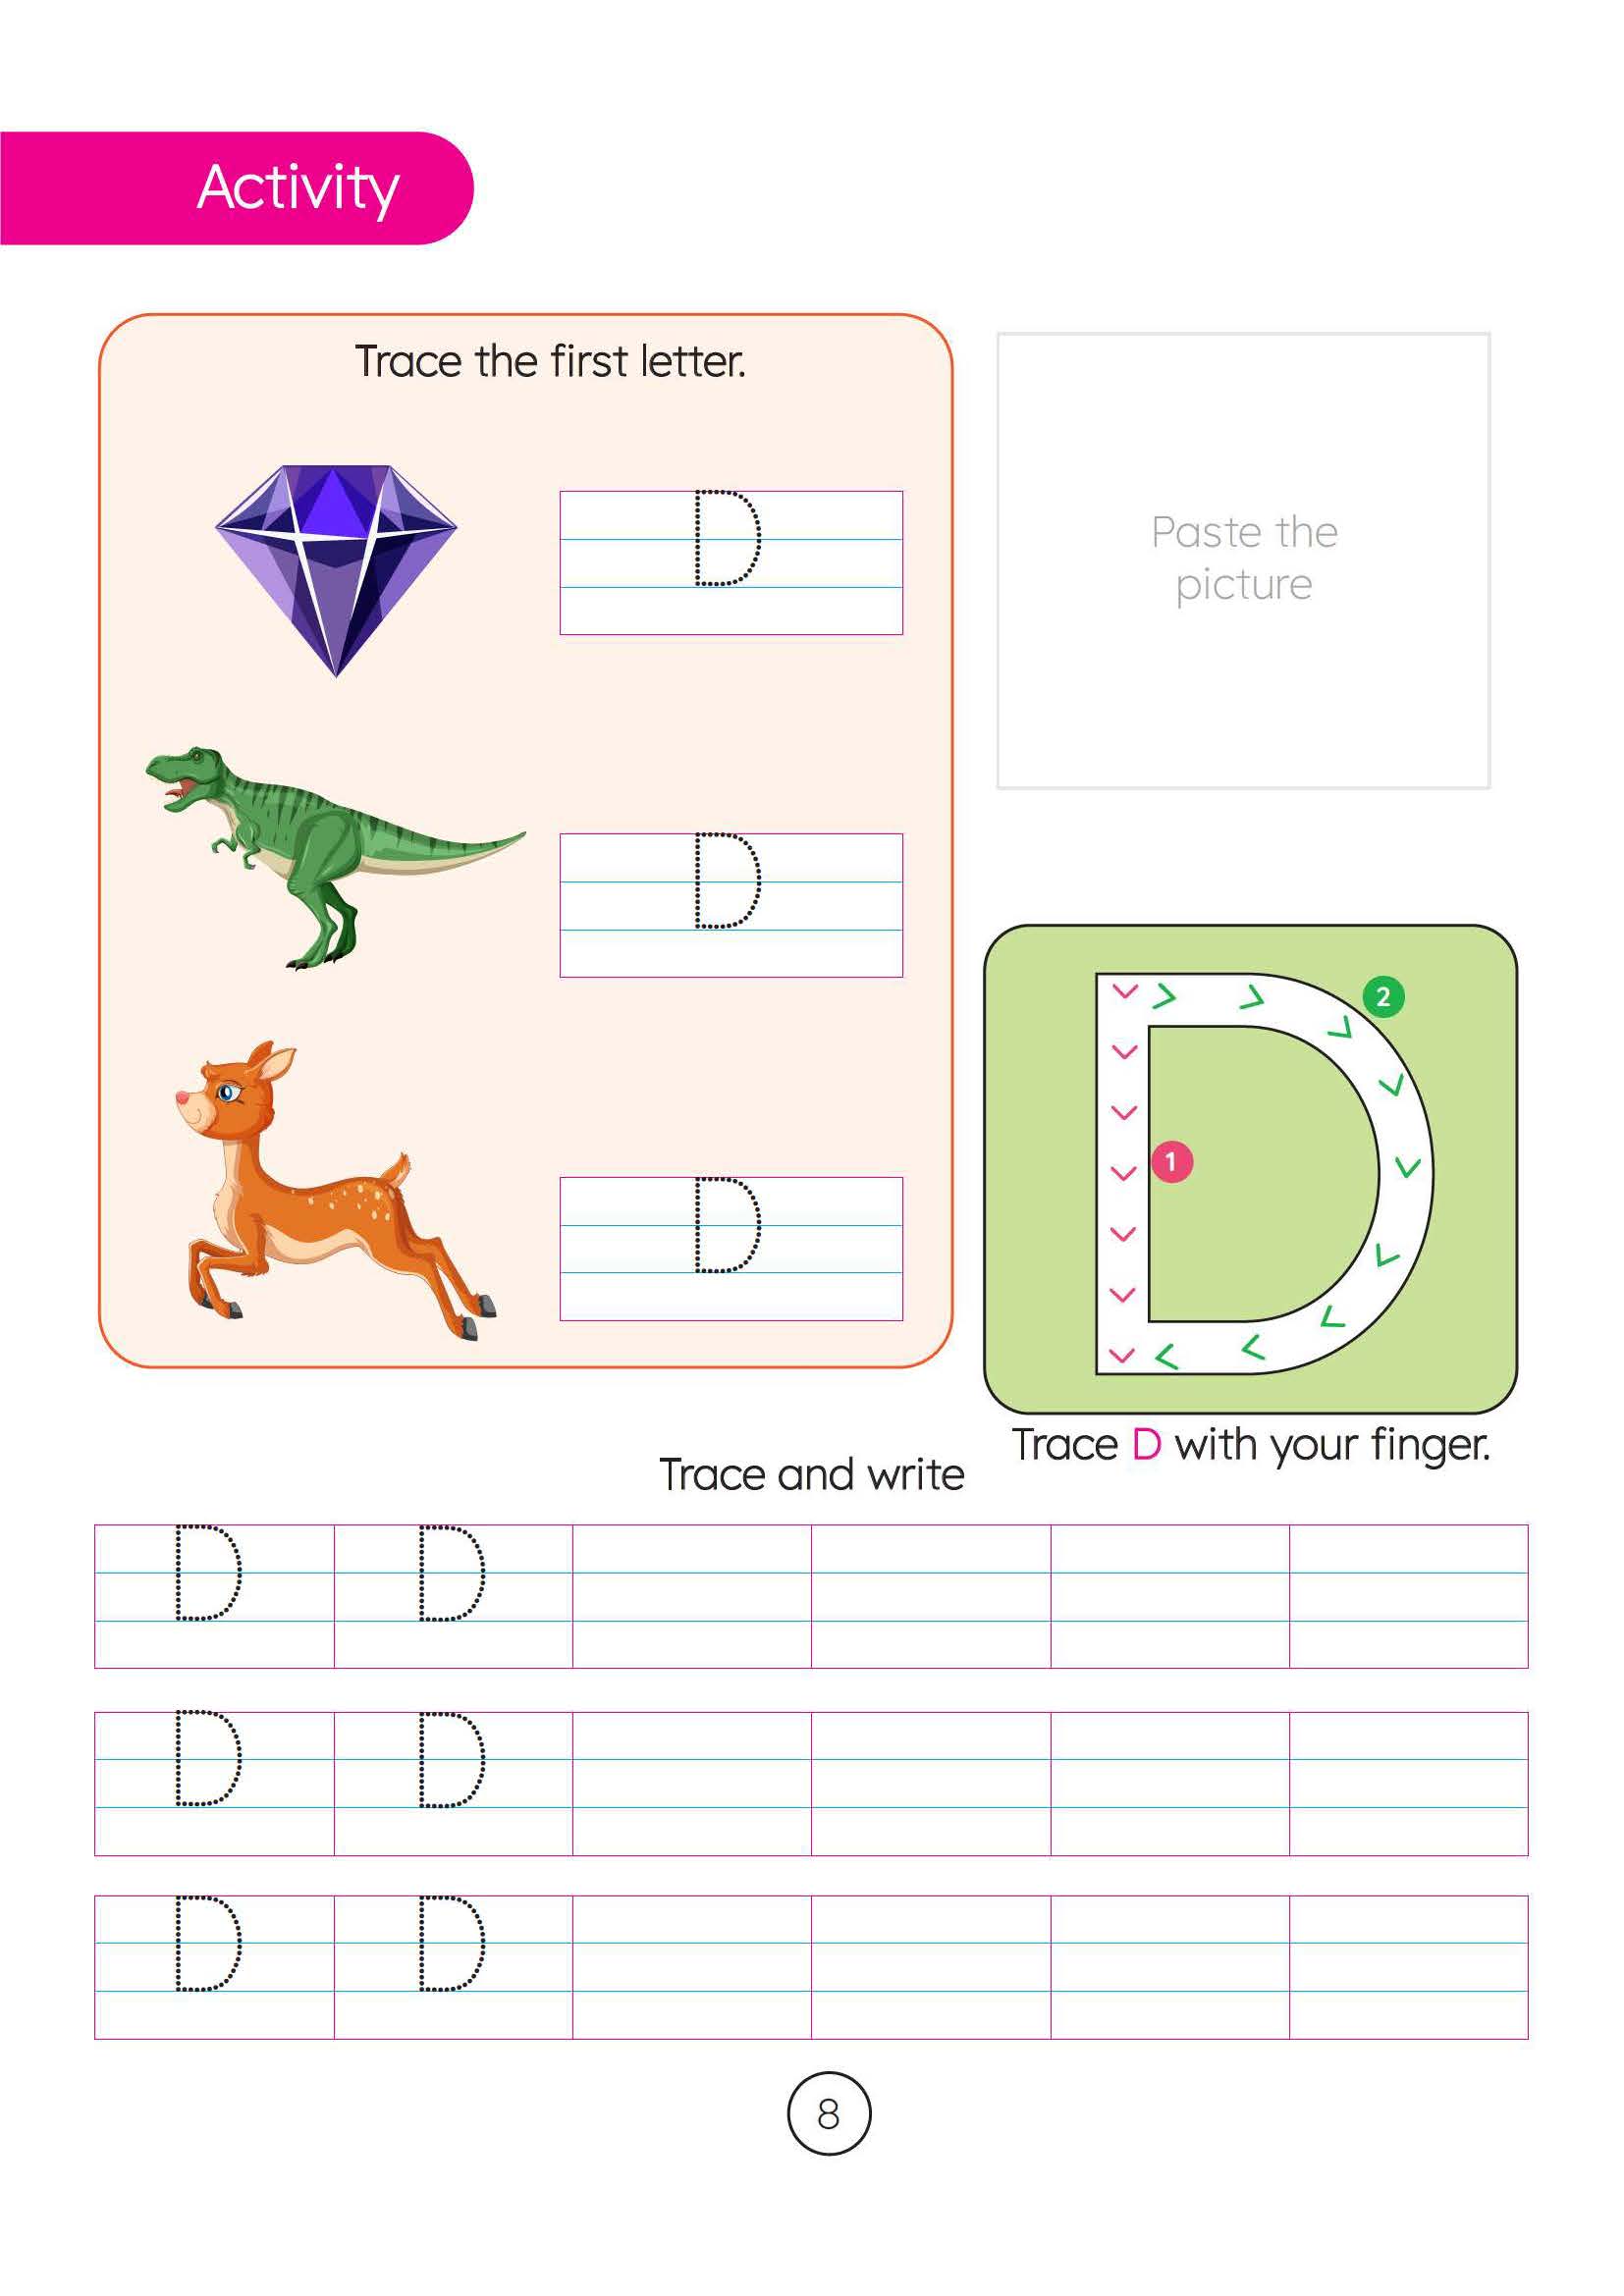 Activity
Trace the first letter.
D
D
D
Paste the
picture
2
1
Trace D with your finger.
Trace and write
D D
D D
D D
8